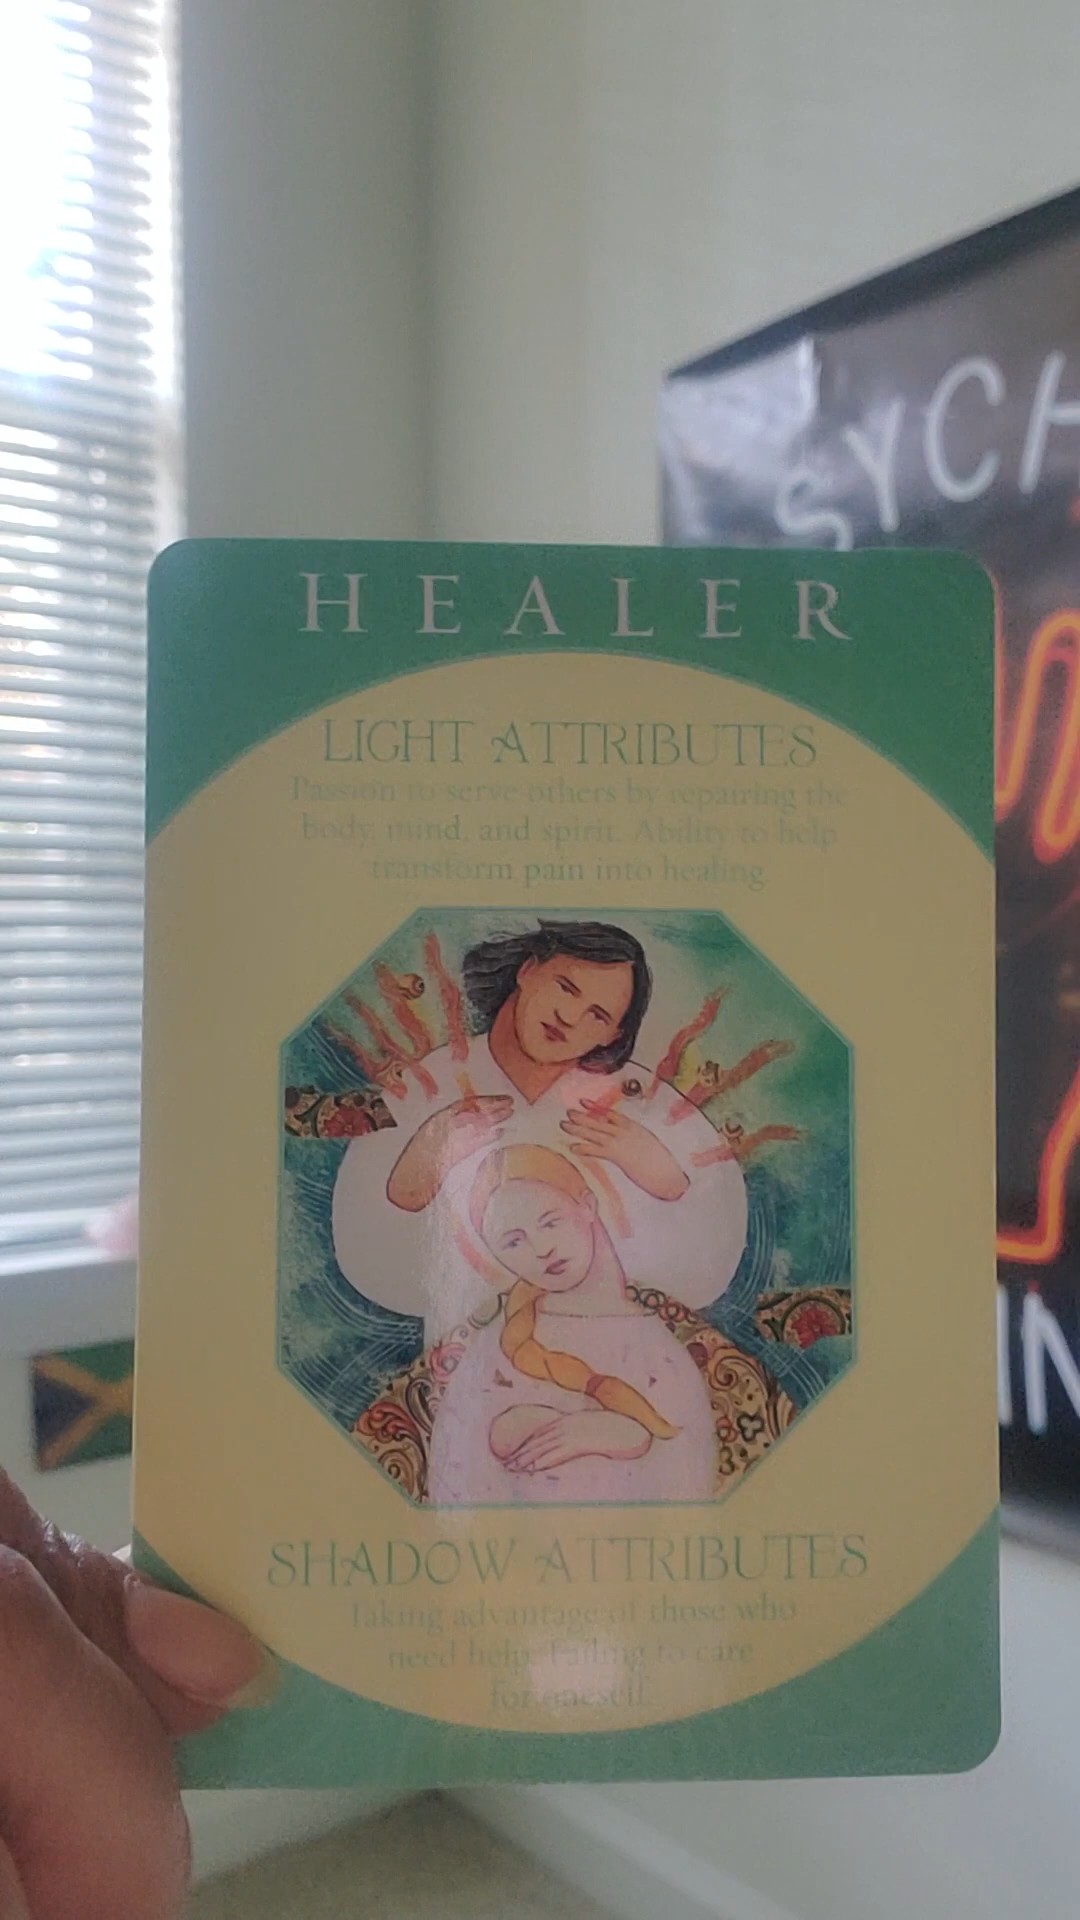 SYCH
HEALER
LIGHT ATTRIBUTES
Passion to serve others by repairing the
body, mind, and spirit. Ability to help
transform pain into healing.
IN
SHADOW ATTRIBUTES
Taking advantage of those who
need help. Failing to care
for oneself.